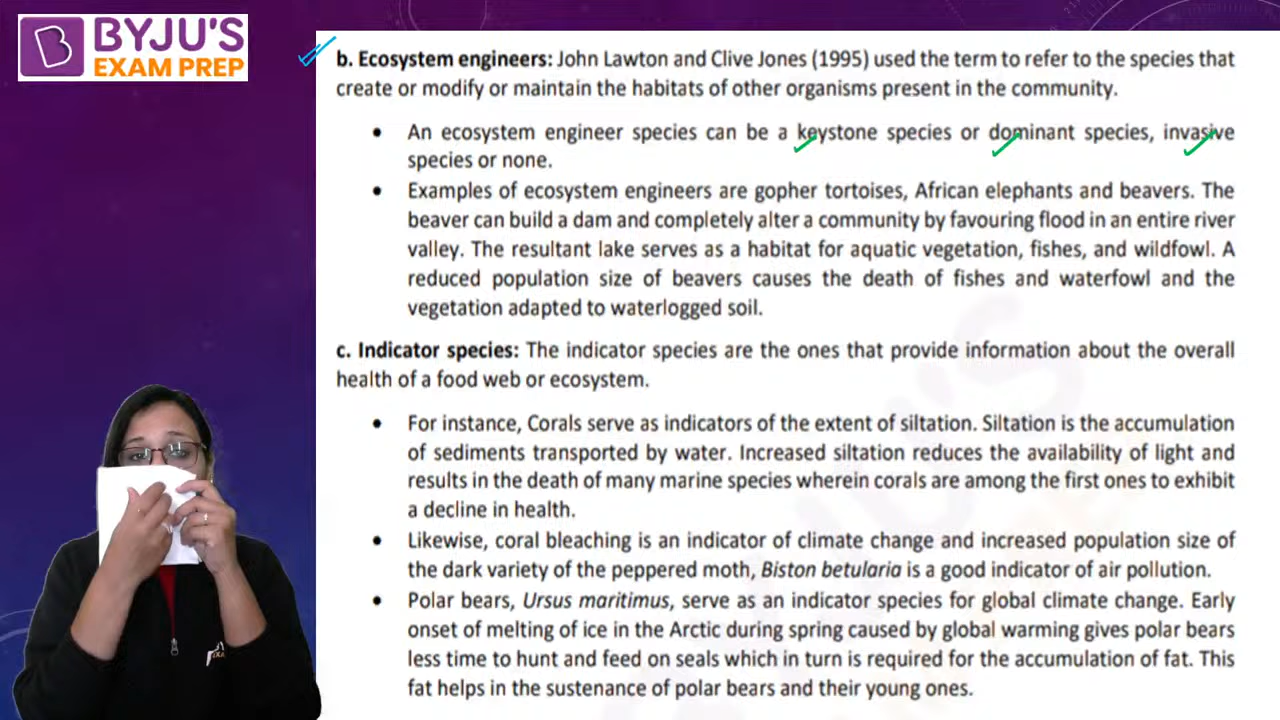 BYJU'S
EXAM PREP
b. Ecosystem engineers: John Lawton and Clive Jones (1995) used the term to refer to the species that
create or modify or maintain the habitats of other organisms present in the community.
• An ecosystem engineer species can be a keystone species or dominant species, invasive
species or none.
• Examples of ecosystem engineers are gopher tortoises, African elephants and beavers. The
beaver can build a dam and completely alter a community by favouring flood in an entire river
valley. The resultant lake serves as a habitat for aquatic vegetation, fishes, and wildfowl. A
reduced population size of beavers causes the death of fishes and waterfowl and the
vegetation adapted to waterlogged soil.
c. Indicator species: The indicator species are the ones that provide information about the overall
health of a food web or ecosystem.
• For instance, Corals serve as indicators of the extent of siltation. Siltation is the accumulation
of sediments transported by water. Increased siltation reduces the availability of light and
results in the death of many marine species wherein corals are among the first ones to exhibit
a decline in health.
• Likewise, coral bleaching is an indicator of climate change and increased population size of
the dark variety of the peppered moth, Biston betularia is a good indicator of air pollution.
• Polar bears, Ursus maritimus, serve as an indicator species for global climate change. Early
onset of melting of ice in the Arctic during spring caused by global warming gives polar bears
less time to hunt and feed on seals which in turn is required for the accumulation of fat. This
fat helps in the sustenance of polar bears and their young ones.